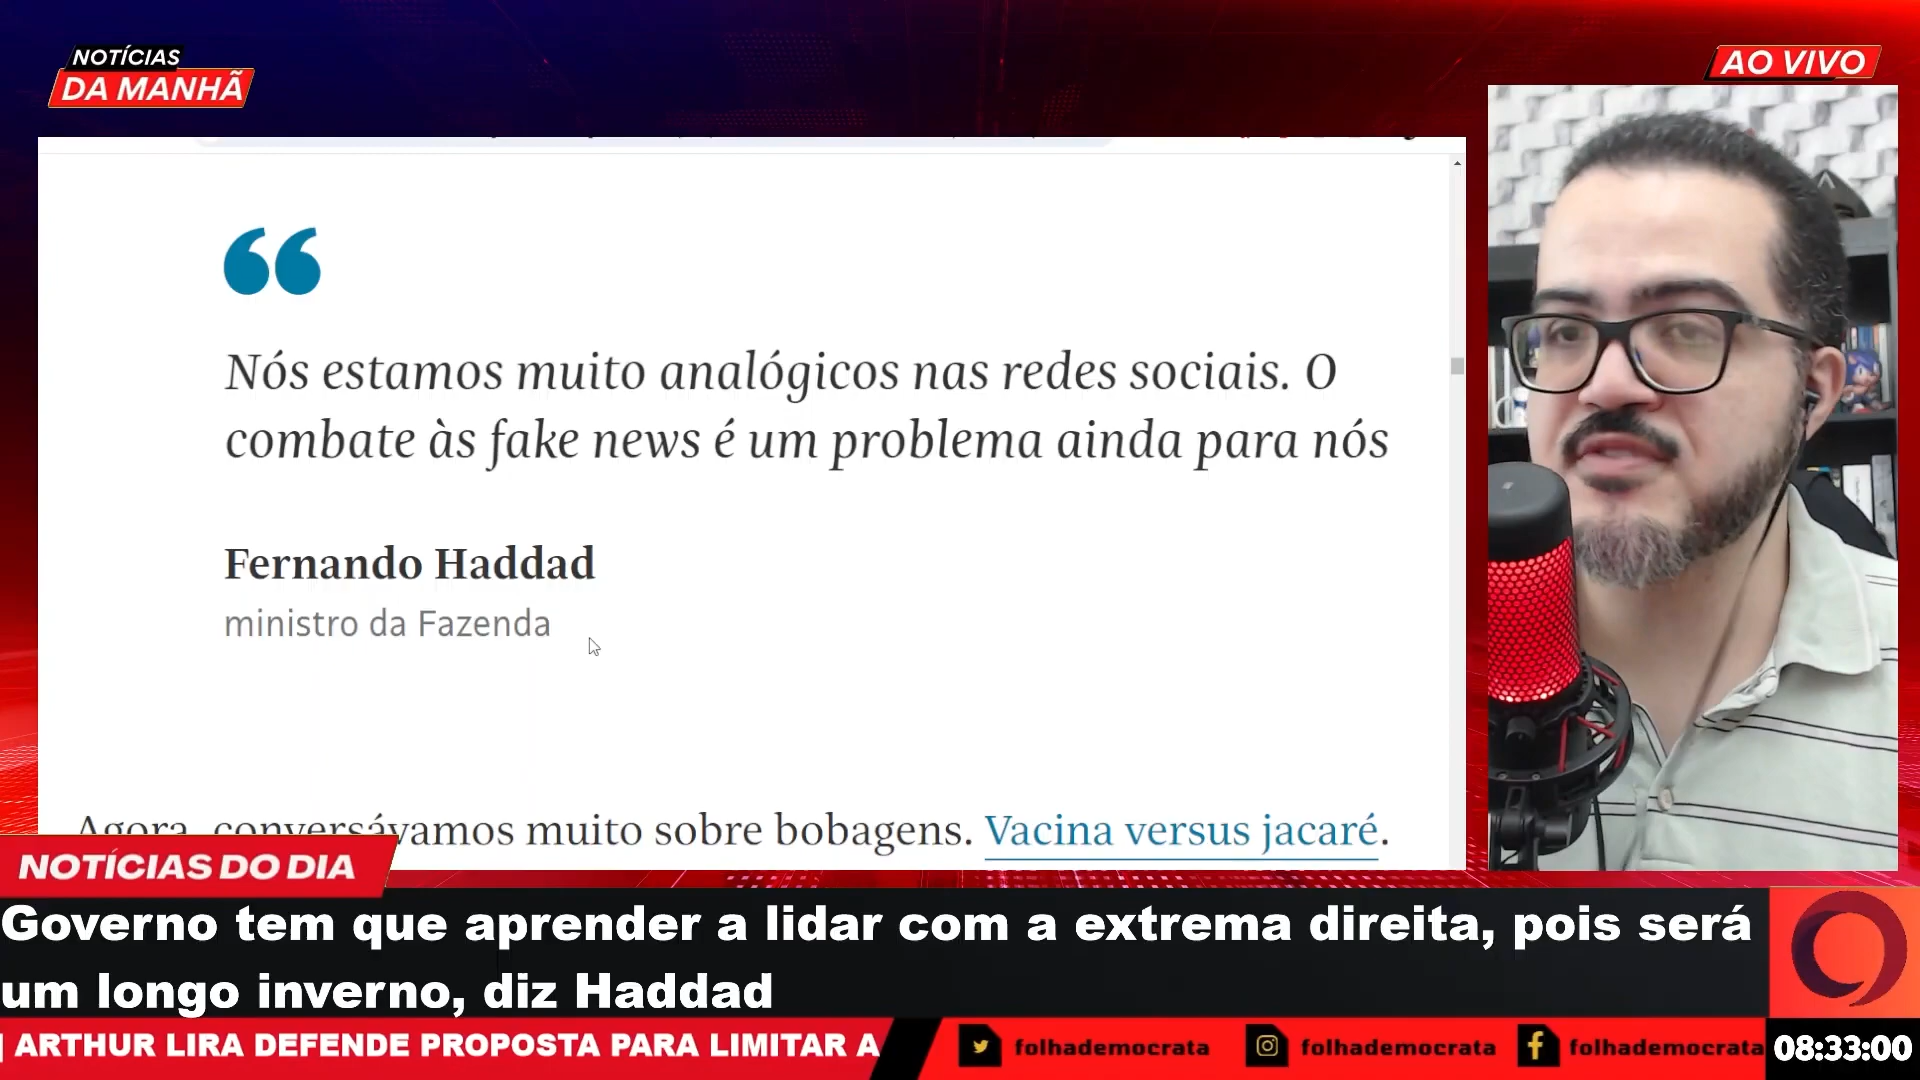 NOTÍCIAS
DA MANHÃ
AO VIVO
Nós estamos muito analógicos nas redes sociais. O
combate às fake news é um problema ainda para nós
Fernando Haddad
ministro da Fazenda
Agora, conversávamos muito sobre bobagens. Vacina versus jacaré.
NOTÍCIAS DO DIA
Governo tem que aprender a lidar com a extrema direita, pois será
um longo inverno, diz Haddad
| ARTHUR LIRA DEFENDE PROPOSTA PARA LIMITAR A
folhademocrata
folhademocrata
folhademocrata
08:33:00